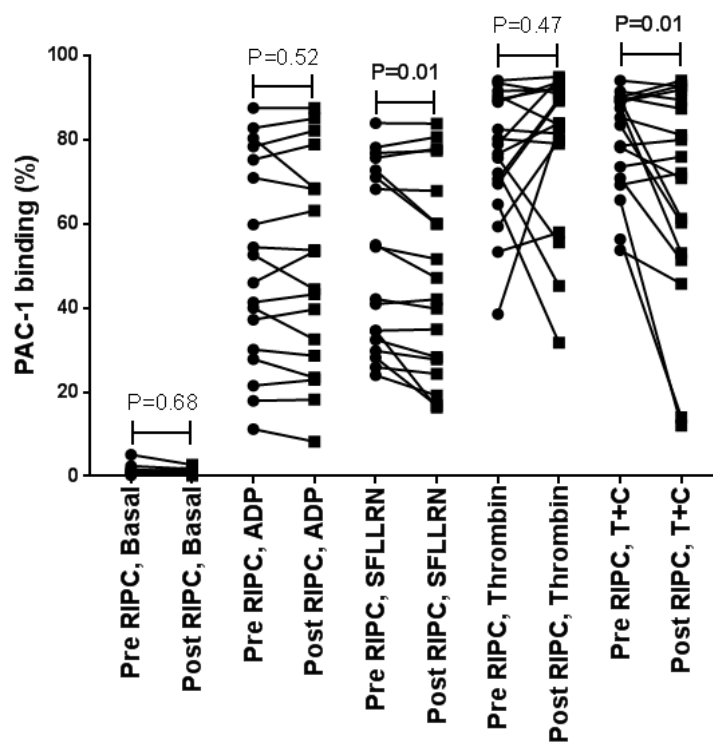 P=0.47
P=0.01
P=0.52
P=0.01
P=0.68
PAC-1 binding (%)
100
80
60
40
20
0
Pre RIPC, Basal
Post RIPC, Basal
Pre RIPC, ADP
Post RIPC, ADP
Pre RIPC, SFLLRN
Post RIPC, SFLLRN
Pre RIPC, Thrombin
Post RIPC, Thrombin
Pre RIPC, T+C
Post RIPC, T+C